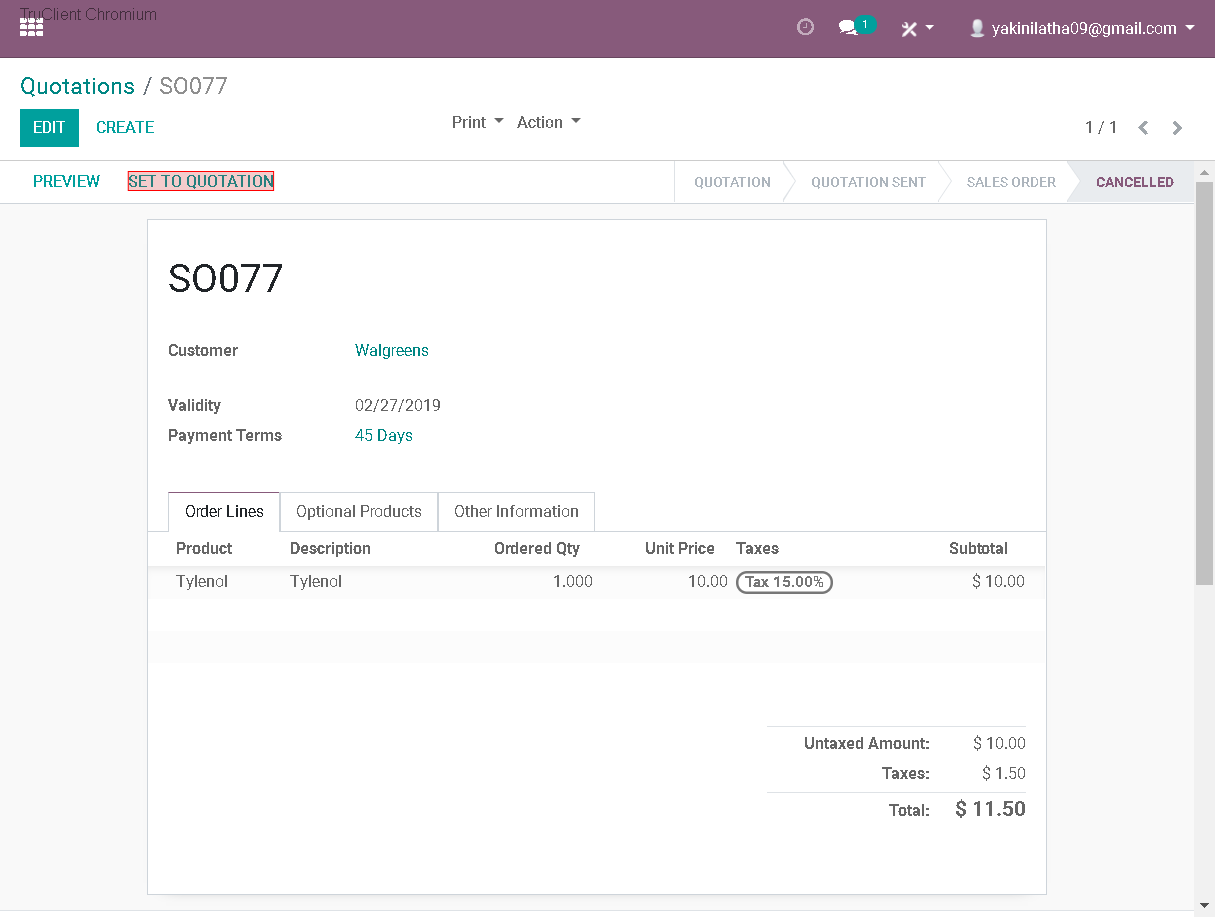 TruClient Chromium
1
yakinilatha09@gmail.com
Quotations / SO077
EDIT CREATE Print Action 1 / 1
PREVIEW SET TO QUOTATION QUOTATION QUOTATION SENT SALES ORDER CANCELLED
SO077
Customer Walgreens
Validity 02/27/2019
Payment Terms 45 Days
Order Lines Optional Products Other Information
Product Description Ordered Qty Unit Price Taxes Subtotal
Tylenol Tylenol 1.000 10.00 Tax 15.00% $ 10.00
Untaxed Amount: $ 10.00
Taxes: $ 1.50
Total: $ 11.50